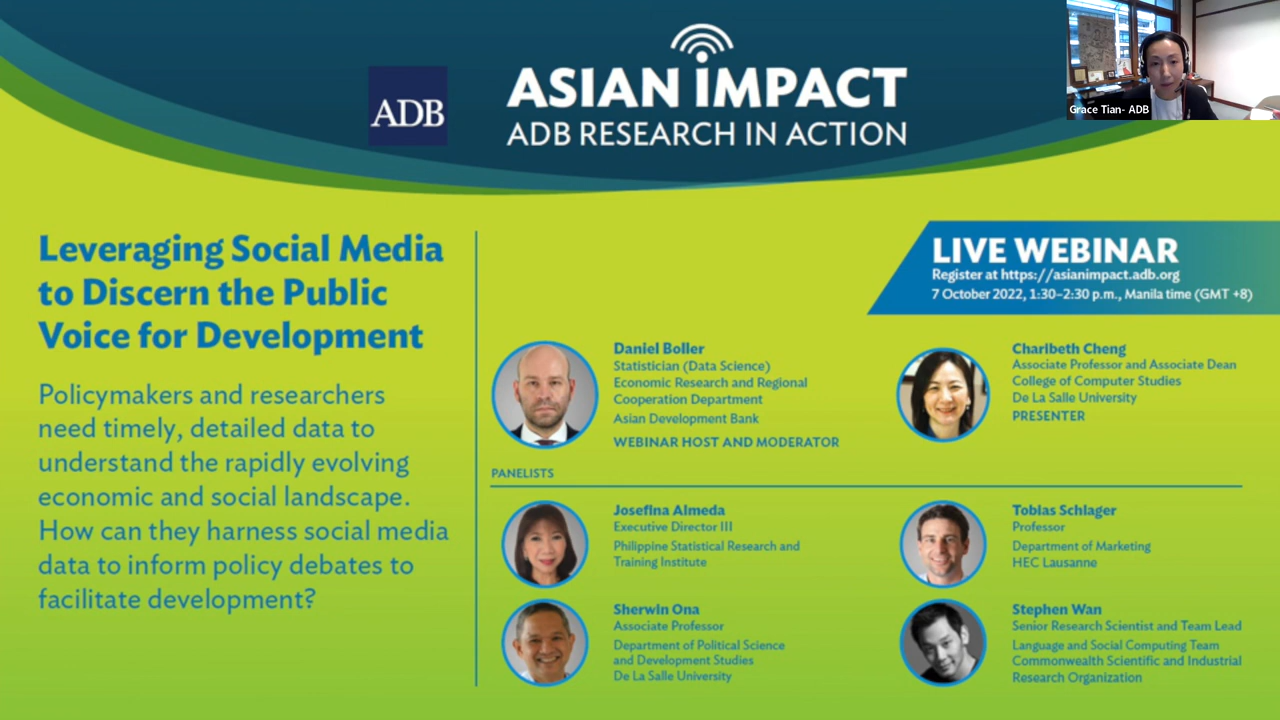 ADB
ASIAN IMPACT
ADB RESEARCH IN ACTION
Grace Tian- ADB
Leveraging Social Media
to Discern the Public
Voice for Development
Policymakers and researchers
need timely, detailed data to
understand the rapidly evolving
economic and social landscape.
How can they harness social media
data to inform policy debates to
facilitate development?
LIVE WEBINAR
Register at https://asianimpact.adb.org
7 October 2022, 1:30–2:30 p.m., Manila time (GMT +8)
Daniel Boller
Statistician (Data Science)
Economic Research and Regional
Cooperation Department
Asian Development Bank
WEBINAR HOST AND MODERATOR
Charibeth Cheng
Associate Professor and Associate Dean
College of Computer Studies
De La Salle University
PRESENTER
PANELISTS
Josefina Almeda
Executive Director III
Philippine Statistical Research and
Training Institute
Tobias Schlager
Professor
Department of Marketing
HEC Lausanne
Sherwin Ona
Associate Professor
Department of Political Science
and Development Studies
De La Salle University
Stephen Wan
Senior Research Scientist and Team Lead
Language and Social Computing Team
Commonwealth Scientific and Industrial
Research Organization